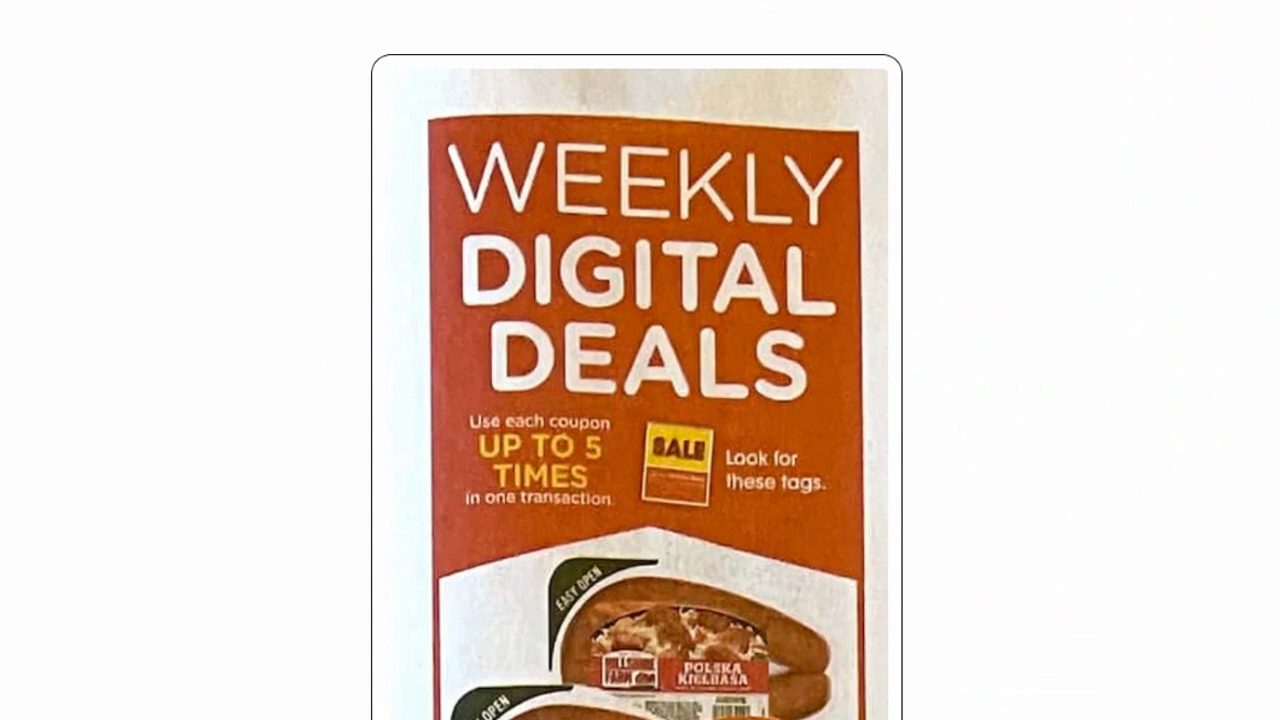 WEEKLY
DIGITAL
DEALS
Use each coupon
UP TO 5
TIMES
in one transaction.
SALE
Look for
these tags.
EASY OPEN
POLSKA
KIELBASA
OPEN